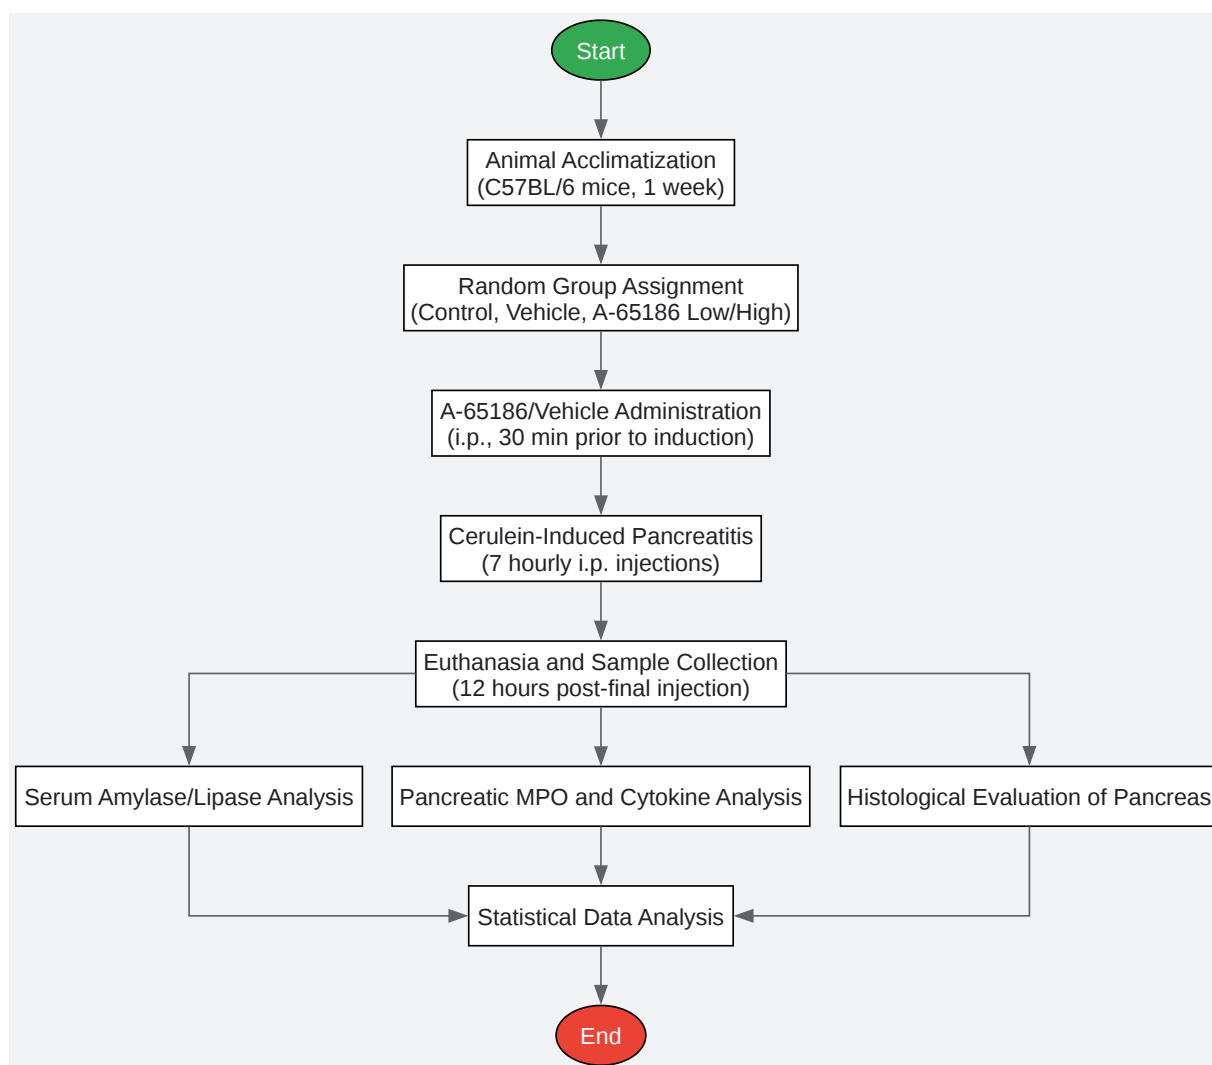 Start
Animal Acclimatization
(C57BL/6 mice, 1 week)
Random Group Assignment
(Control, Vehicle, A-65186 Low/High)
A-65186/Vehicle Administration
(i.p., 30 min prior to induction)
Cerulein-Induced Pancreatitis
(7 hourly i.p. injections)
Euthanasia and Sample Collection
(12 hours post-final injection)
Serum Amylase/Lipase Analysis
Pancreatic MPO and Cytokine Analysis
Histological Evaluation of Pancreas
Statistical Data Analysis
End